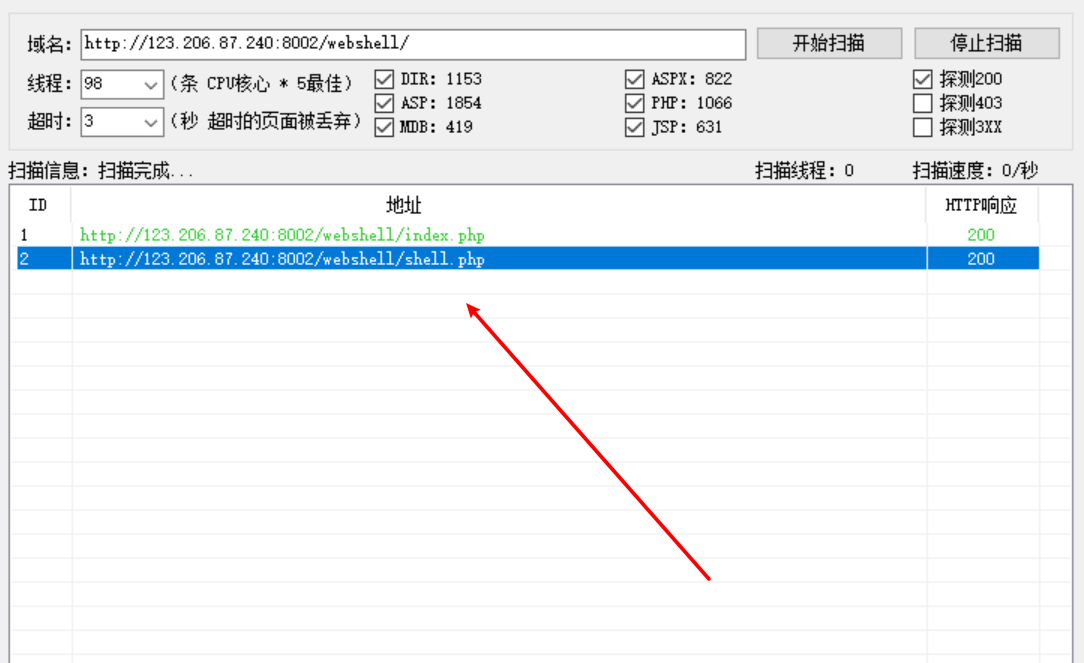 域名: http://123.206.87.240:8002/webshell/ 开始扫描 停止扫描
线程: 98 (条 CPU核心 * 5最佳) DIR: 1153 ASPX: 822 探测200
ASP: 1854 PHP: 1066 探测403
超时: 3 (秒 超时的页面被丢弃) MDB: 419 JSP: 631 探测3XX
扫描信息: 扫描完成... 扫描线程: 0 扫描速度: 0/秒
ID 地址 HTTP响应
1 http://123.206.87.240:8002/webshell/index.php 200
2 http://123.206.87.240:8002/webshell/shell.php 200